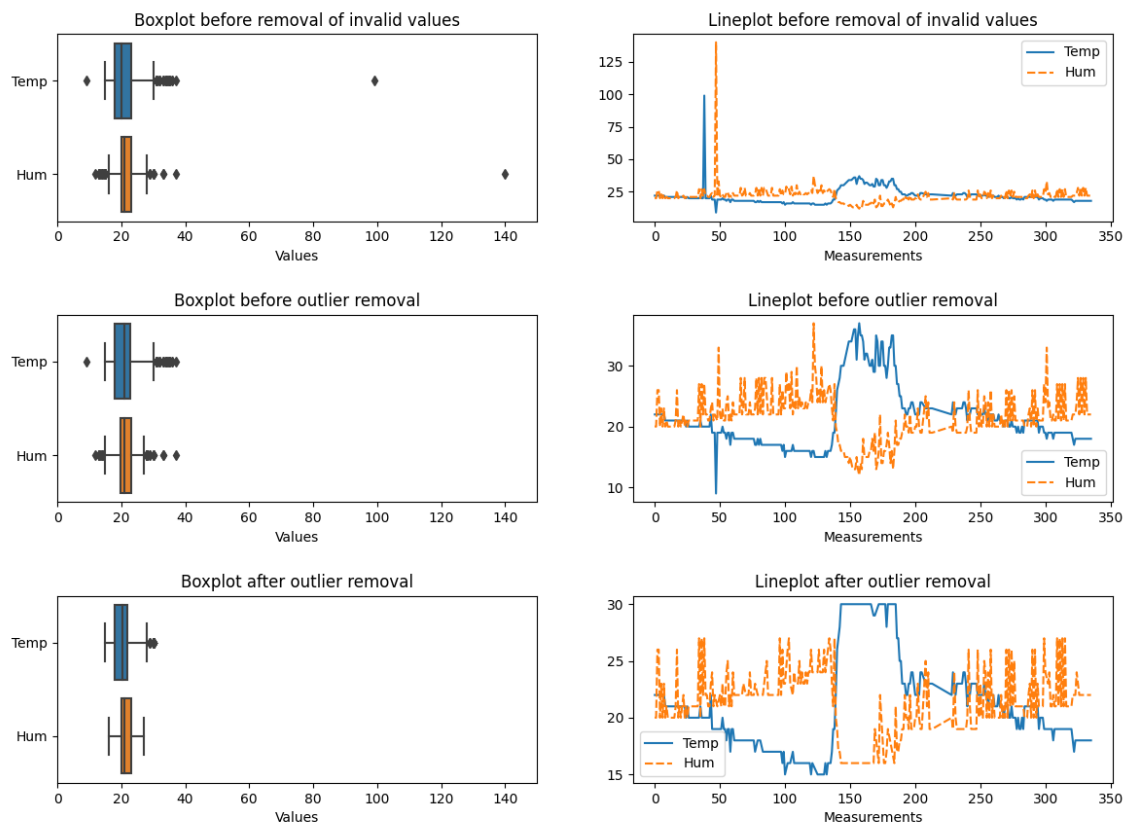 Boxplot before removal of invalid values
Temp
Hum
0 20 40 60 80 100 120 140
Values
Lineplot before removal of invalid values
125
100
75
50
25
Temp
Hum
0 50 100 150 200 250 300 350
Measurements
Boxplot before outlier removal
Temp
Hum
0 20 40 60 80 100 120 140
Values
Lineplot before outlier removal
30
20
10
Temp
Hum
0 50 100 150 200 250 300 350
Measurements
Boxplot after outlier removal
Temp
Hum
0 20 40 60 80 100 120 140
Values
Lineplot after outlier removal
30
25
20
15
Temp
Hum
0 50 100 150 200 250 300 350
Measurements